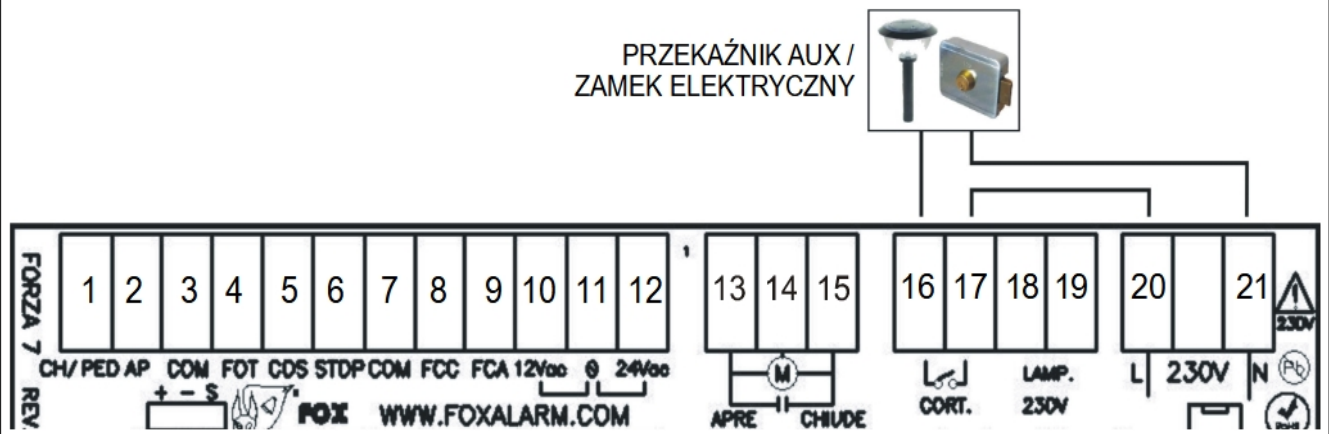 PRZEKAŹNIK AUX /
ZAMEK ELEKTRYCZNY
FORZA 7 REV.
1 2 3 4 5 6 7 8 9 10 11 12
CH/ PED AP COM FOT COS STOP COM FCC FCA 12Vac 0 24Vac
+ - S
FOX WWW.FOXALARM.COM
1
13 14 15
M
APRE CHIUDE
16 17 18 19
CORT.
LAMP.
230V
20 21
L 230V N
230V
Pb
RoHS